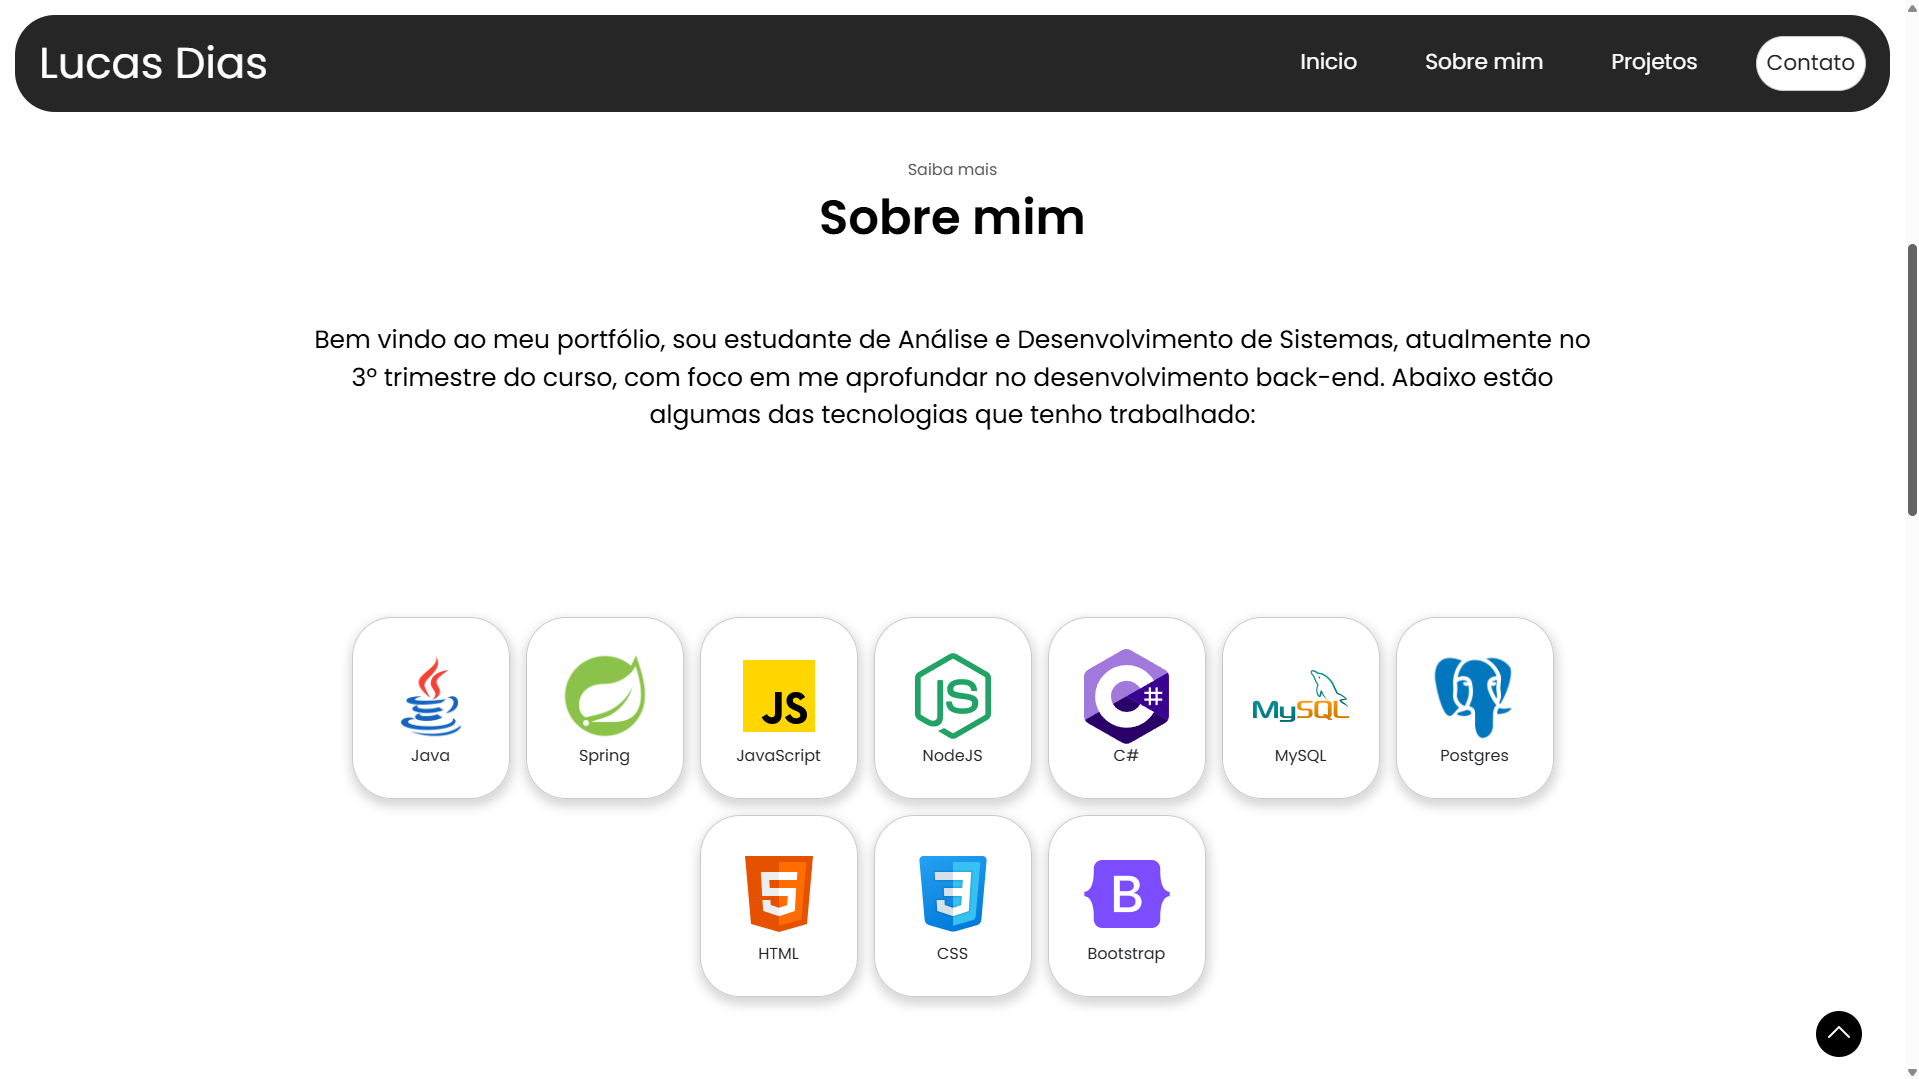 Lucas Dias
Inicio
Sobre mim
Projetos
Contato
Saiba mais
Sobre mim
Bem vindo ao meu portfólio, sou estudante de Análise e Desenvolvimento de Sistemas, atualmente no
3º trimestre do curso, com foco em me aprofundar no desenvolvimento back-end. Abaixo estão
algumas das tecnologias que tenho trabalhado:
JS
JS
C#
MySQL
Java
Spring
JavaScript
NodeJS
C#
MySQL
Postgres
5
3
B
HTML
CSS
Bootstrap